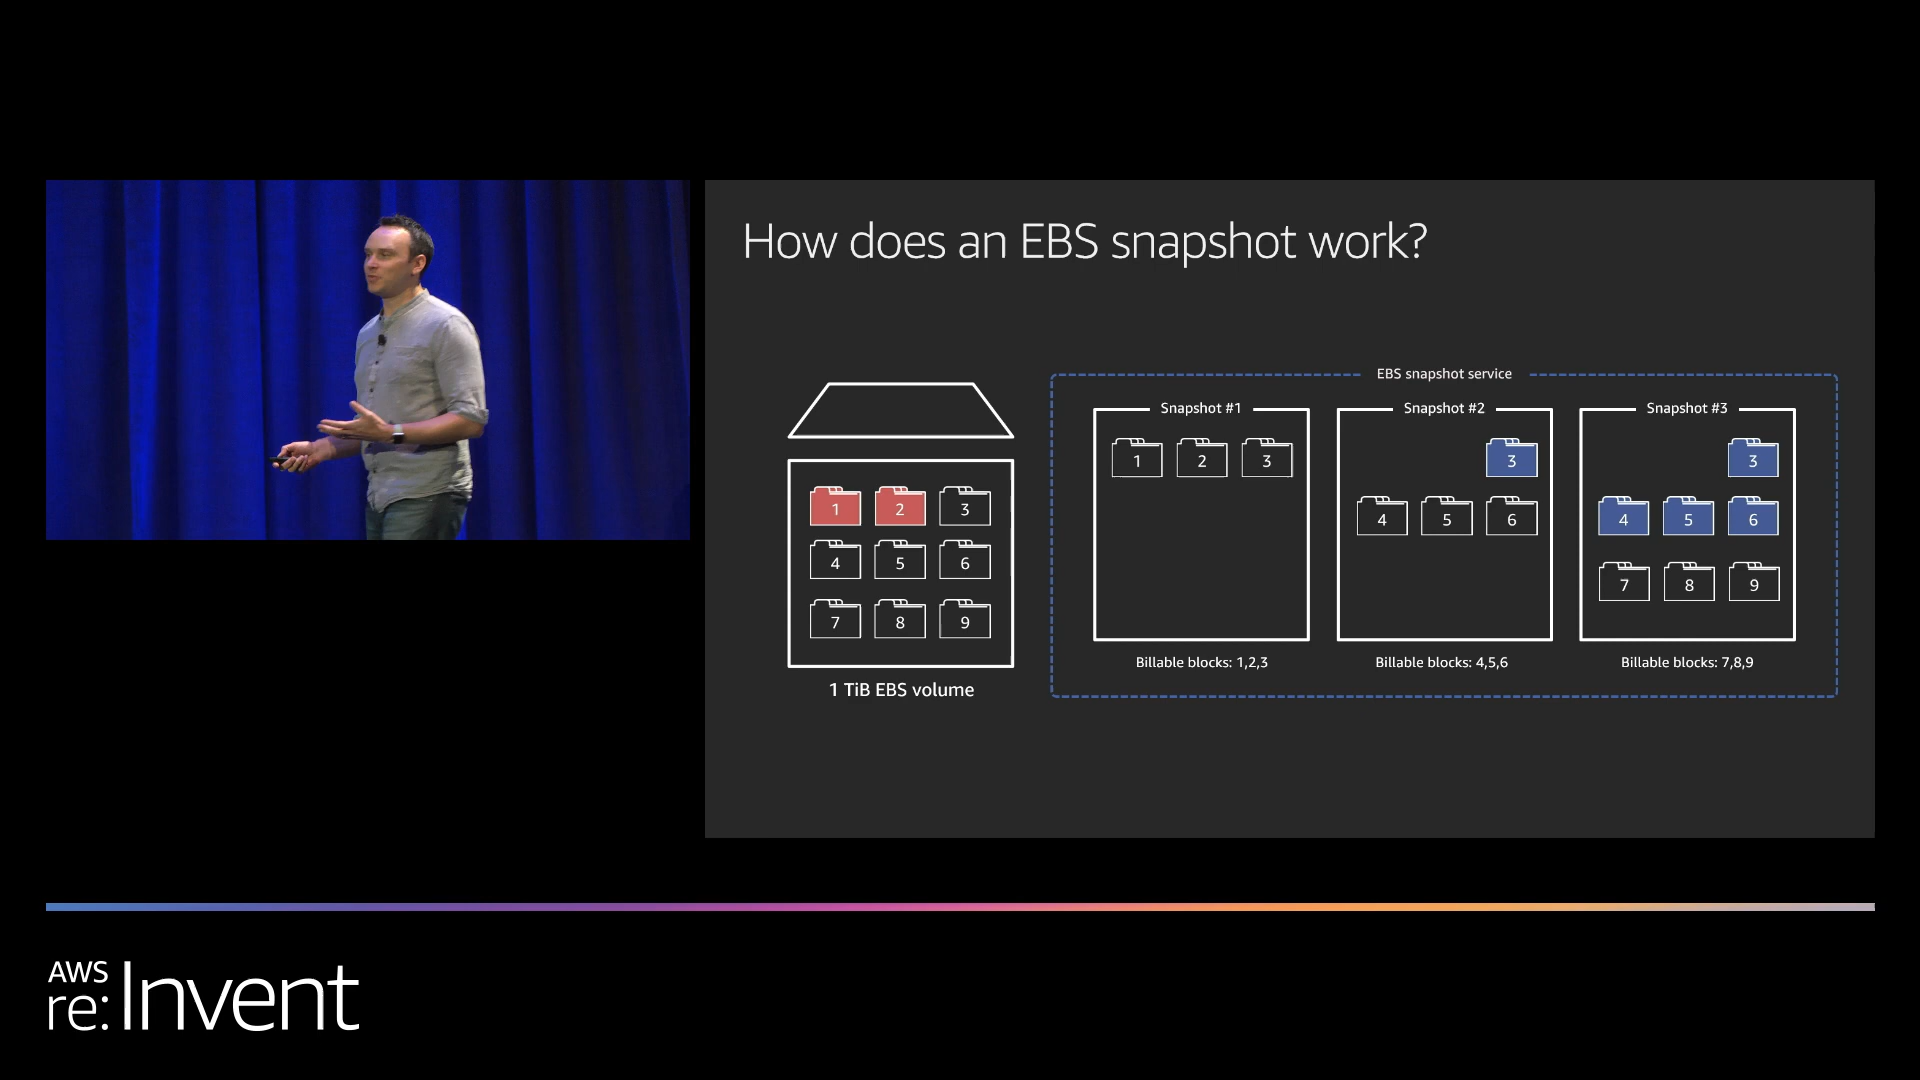 How does an EBS snapshot work?
EBS snapshot service
Snapshot #1
Snapshot #2
Snapshot #3
1 2 3
4 5 6
7 8 9
1 TiB EBS volume
1 2 3
Billable blocks: 1,2,3
3
4 5 6
Billable blocks: 4,5,6
3
4 5 6
7 8 9
Billable blocks: 7,8,9
AWS
re:Invent